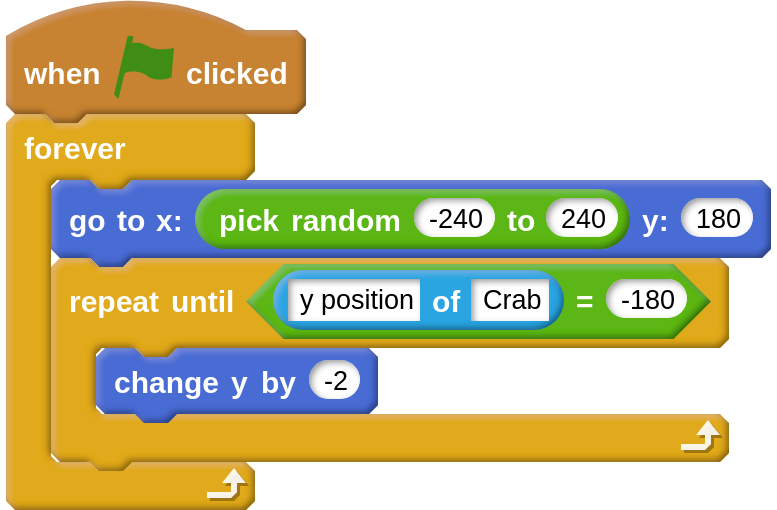 when clicked
forever
go to x: pick random -240 to 240 y: 180
repeat until y position of Crab = -180
change y by -2